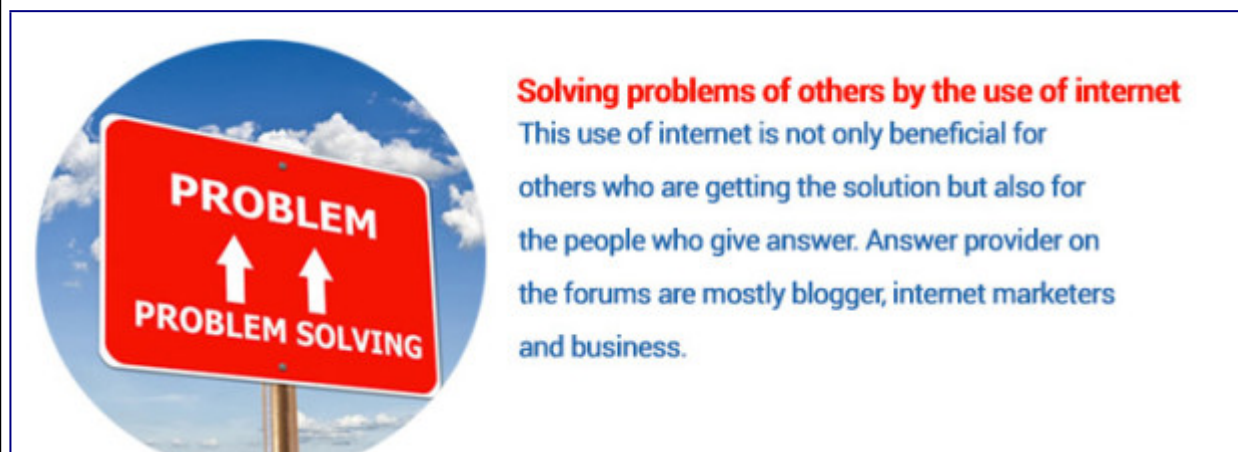 PROBLEM
PROBLEM SOLVING
Solving problems of others by the use of internet
This use of internet is not only beneficial for
others who are getting the solution but also for
the people who give answer. Answer provider on
the forums are mostly blogger, internet marketers
and business.